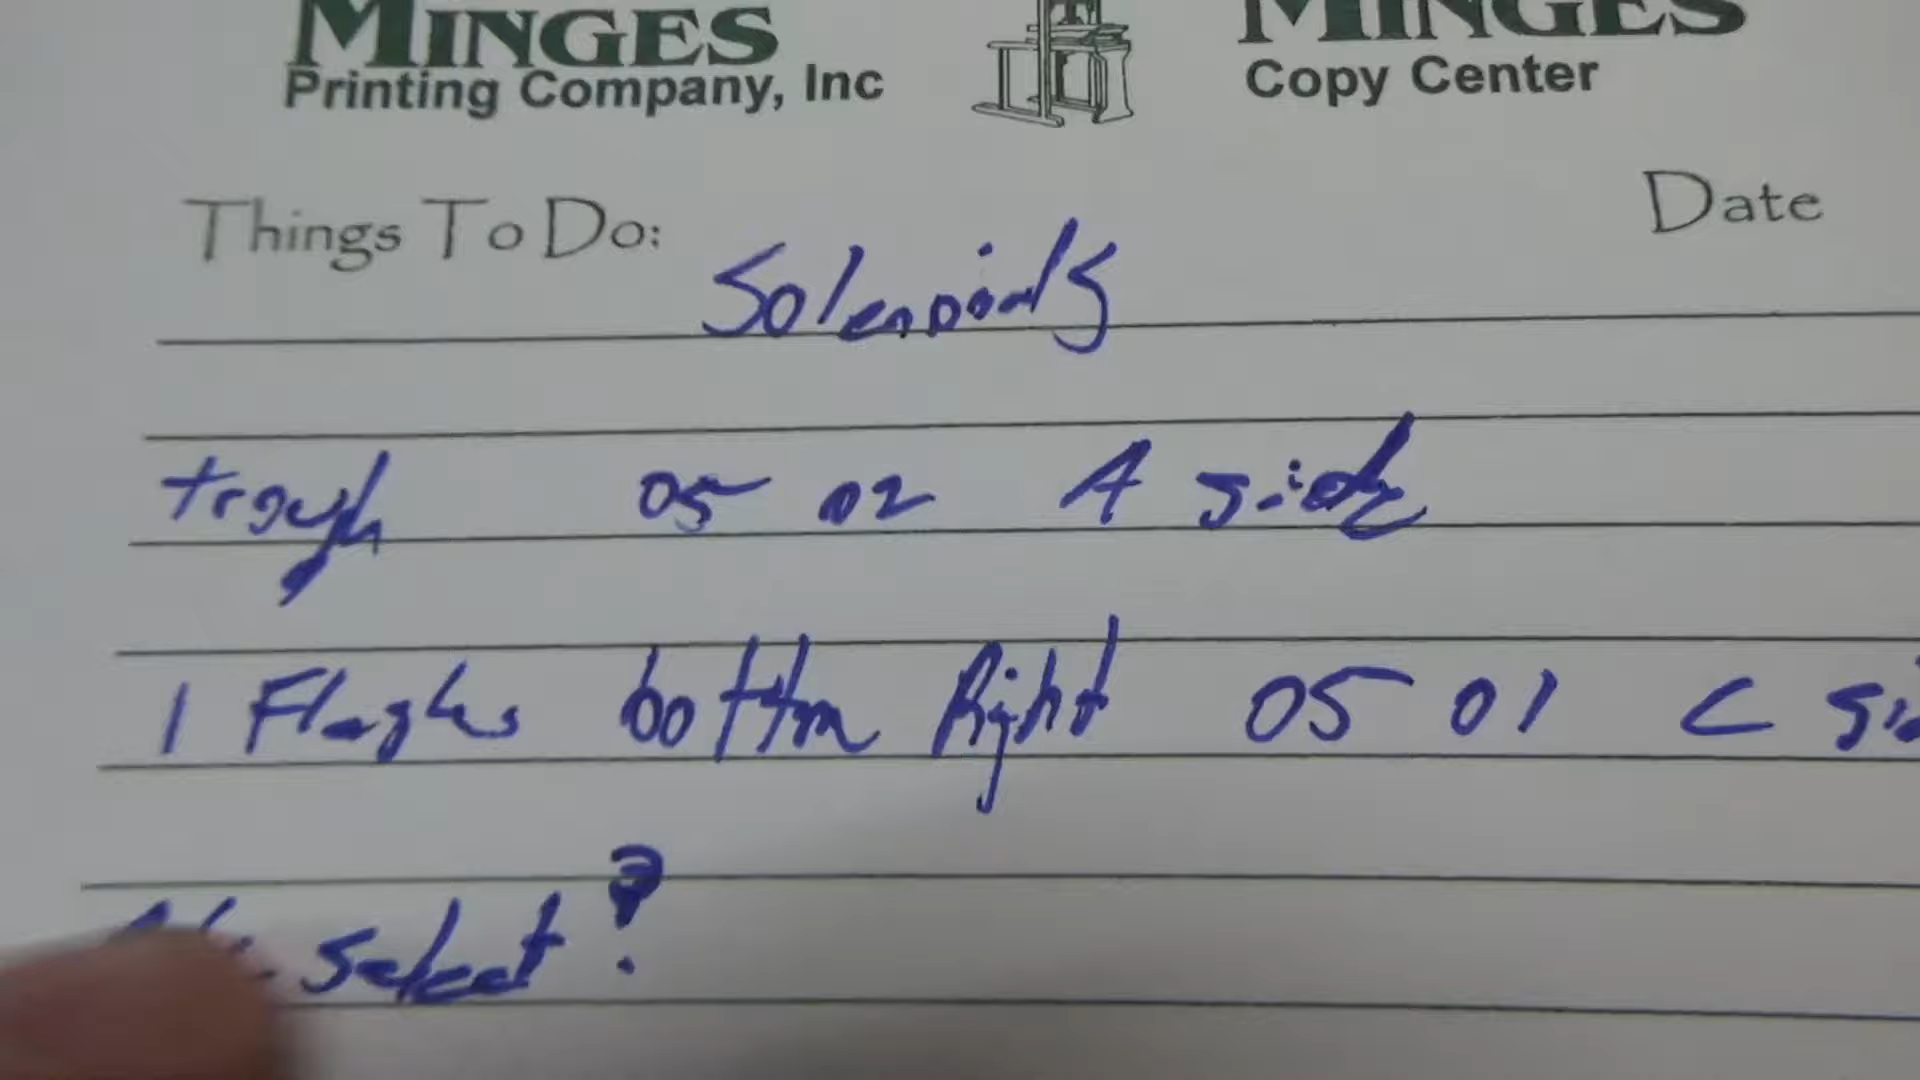 MINGES MINGES
Printing Company, Inc Copy Center
Things To Do: Date
Solenoids
trough 05 02 A side
1 Flasher bottom Right 05 01 C
select?